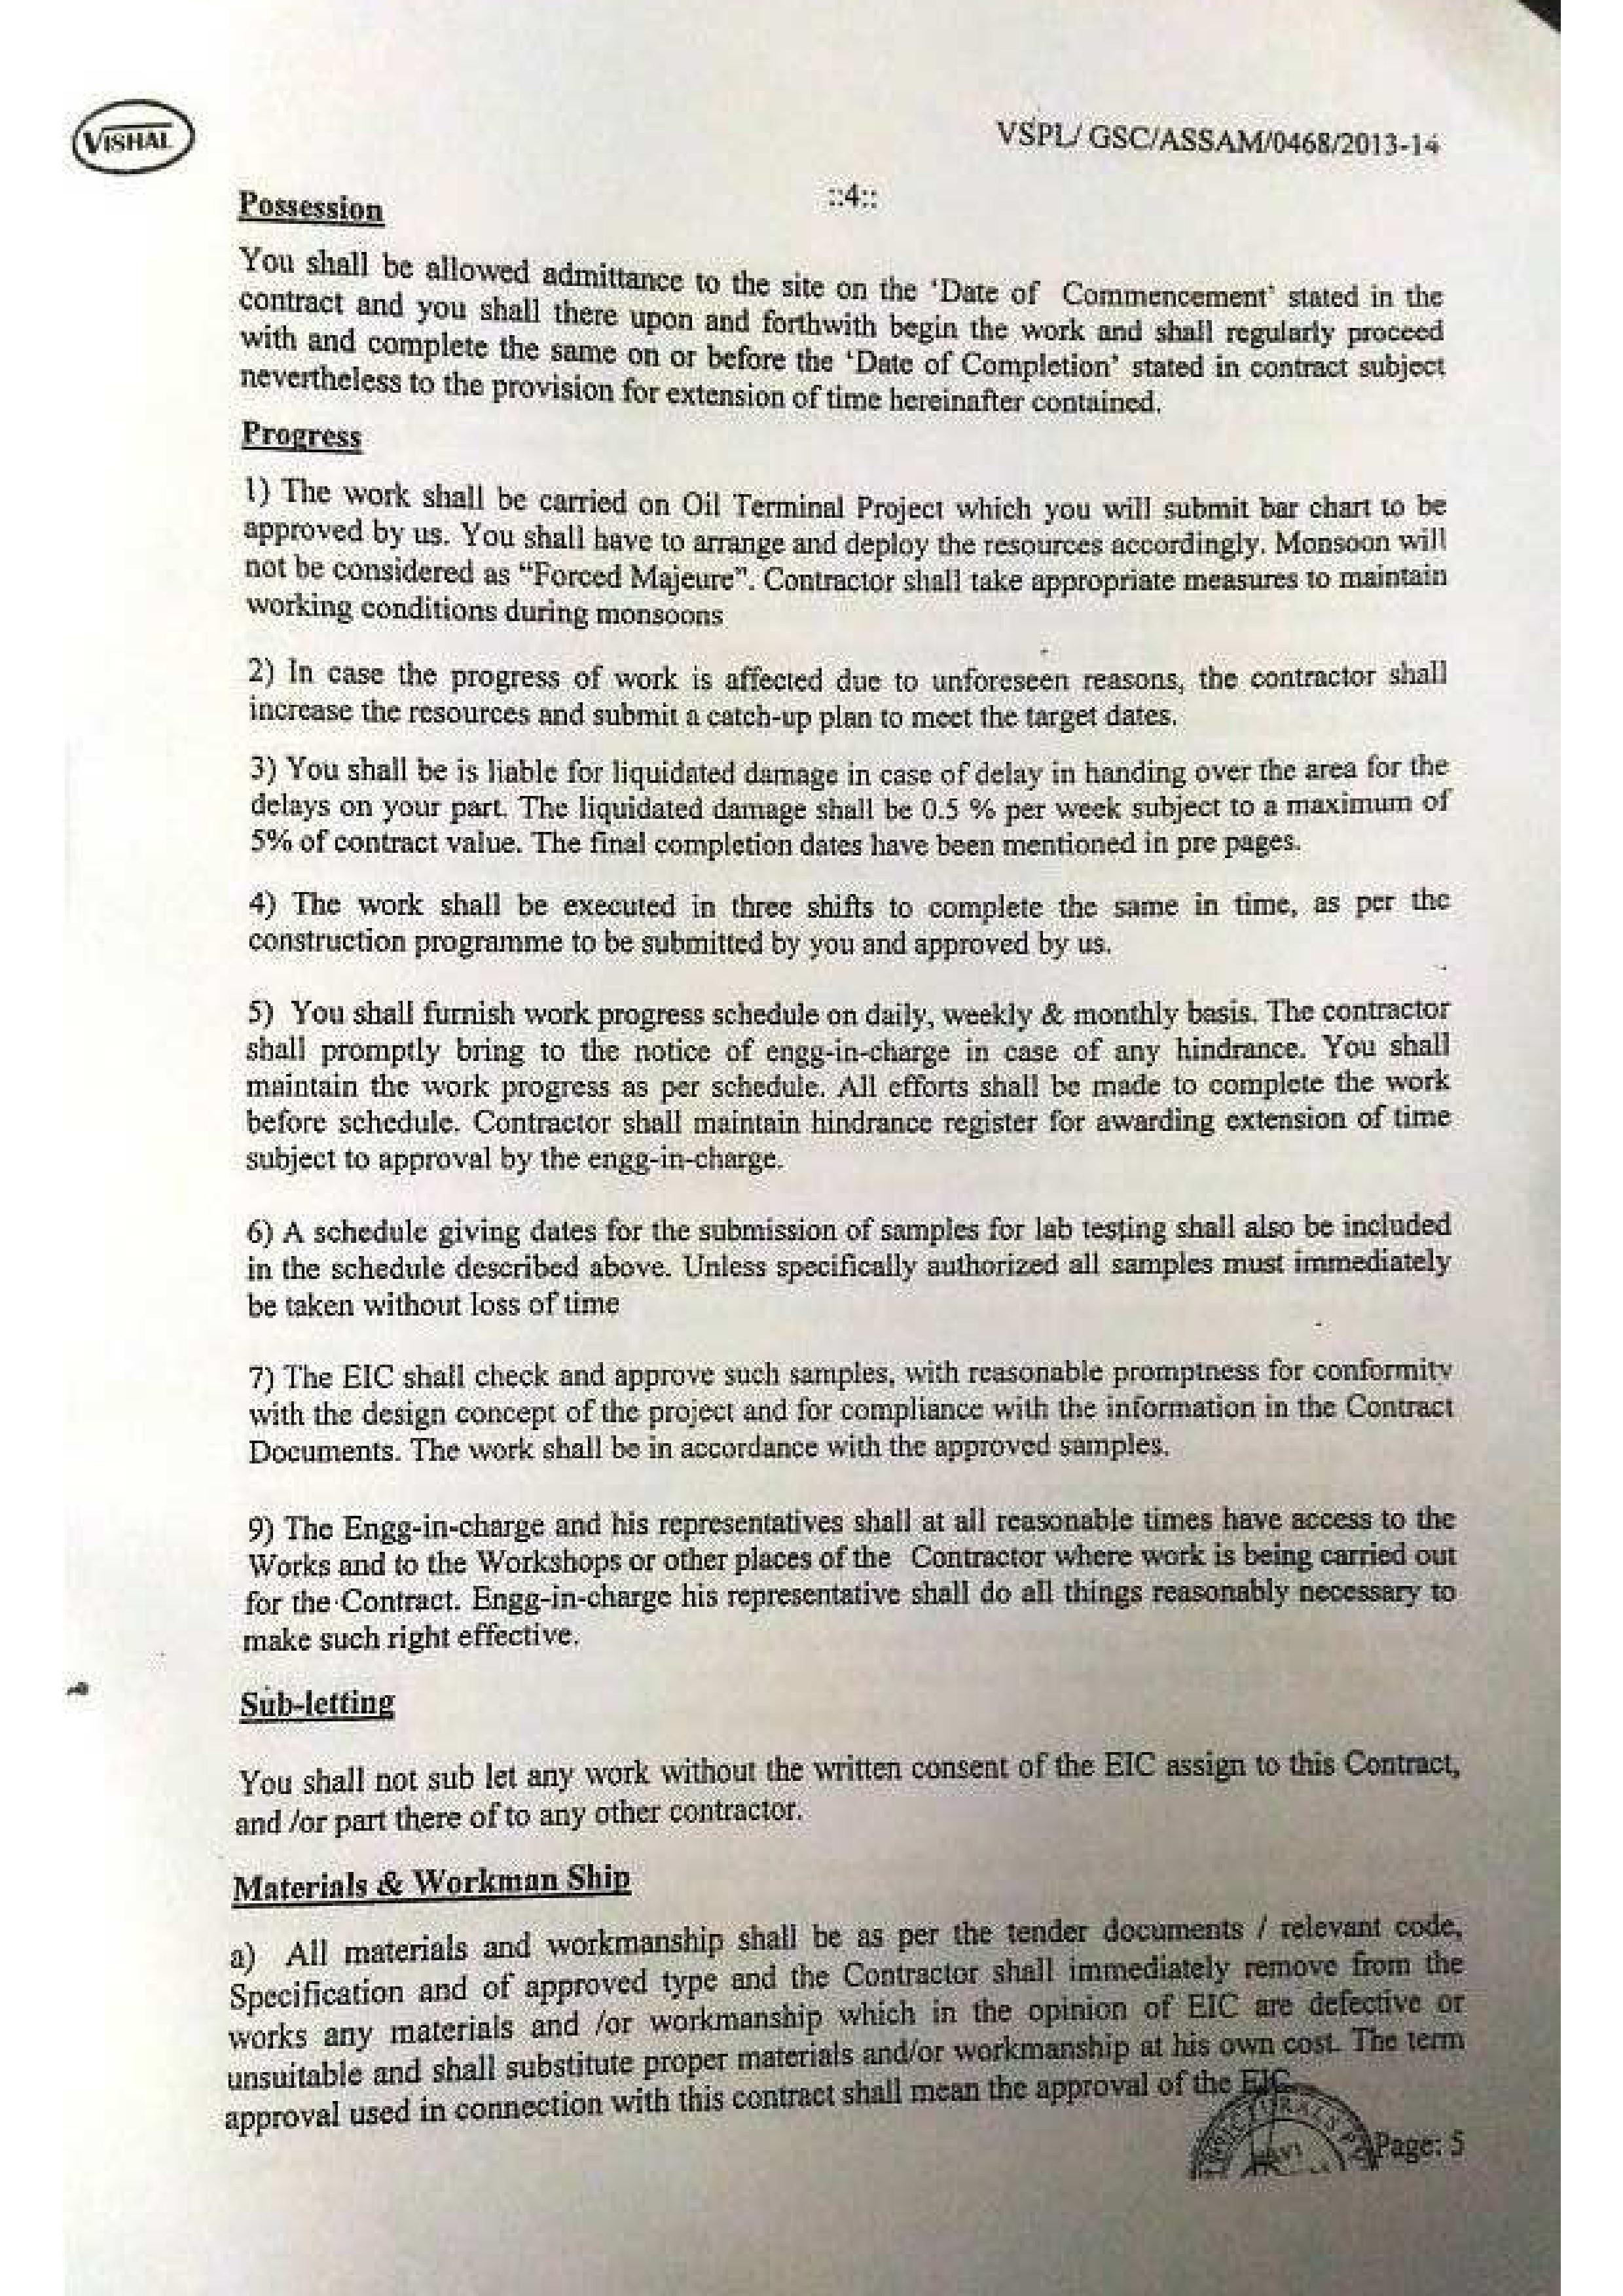 VISHAL
VSPL/ GSC/ASSAM/0468/2013-14
::4::
Possession
You shall be allowed admittance to the site on the ‘Date of Commencement’ stated in the
contract and you shall there upon and forthwith begin the work and shall regularly proceed
with and complete the same on or before the ‘Date of Completion’ stated in contract subject
nevertheless to the provision for extension of time hereinafter contained.
Progress
1) The work shall be carried on Oil Terminal Project which you will submit bar chart to be
approved by us. You shall have to arrange and deploy the resources accordingly. Monsoon will
not be considered as “Forced Majeure”. Contractor shall take appropriate measures to maintain
working conditions during monsoons
2) In case the progress of work is affected due to unforeseen reasons, the contractor shall
increase the resources and submit a catch-up plan to meet the target dates.
3) You shall be is liable for liquidated damage in case of delay in handing over the area for the
delays on your part. The liquidated damage shall be 0.5 % per week subject to a maximum of
5% of contract value. The final completion dates have been mentioned in pre pages.
4) The work shall be executed in three shifts to complete the same in time, as per the
construction programme to be submitted by you and approved by us.
5) You shall furnish work progress schedule on daily, weekly & monthly basis. The contractor
shall promptly bring to the notice of engg-in-charge in case of any hindrance. You shall
maintain the work progress as per schedule. All efforts shall be made to complete the work
before schedule. Contractor shall maintain hindrance register for awarding extension of time
subject to approval by the engg-in-charge.
6) A schedule giving dates for the submission of samples for lab testing shall also be included
in the schedule described above. Unless specifically authorized all samples must immediately
be taken without loss of time
7) The EIC shall check and approve such samples, with reasonable promptness for conformity
with the design concept of the project and for compliance with the information in the Contract
Documents. The work shall be in accordance with the approved samples.
9) The Engg-in-charge and his representatives shall at all reasonable times have access to the
Works and to the Workshops or other places of the Contractor where work is being carried out
for the Contract. Engg-in-charge his representative shall do all things reasonably necessary to
make such right effective.
Sub-letting
You shall not sub let any work without the written consent of the EIC assign to this Contract,
and /or part there of to any other contractor.
Materials & Workman Ship
a) All materials and workmanship shall be as per the tender documents / relevant code,
Specification and of approved type and the Contractor shall immediately remove from the
works any materials and /or workmanship which in the opinion of EIC are defective or
unsuitable and shall substitute proper materials and/or workmanship at his own cost. The term
approval used in connection with this contract shall mean the approval of the EIC.
Page: 5